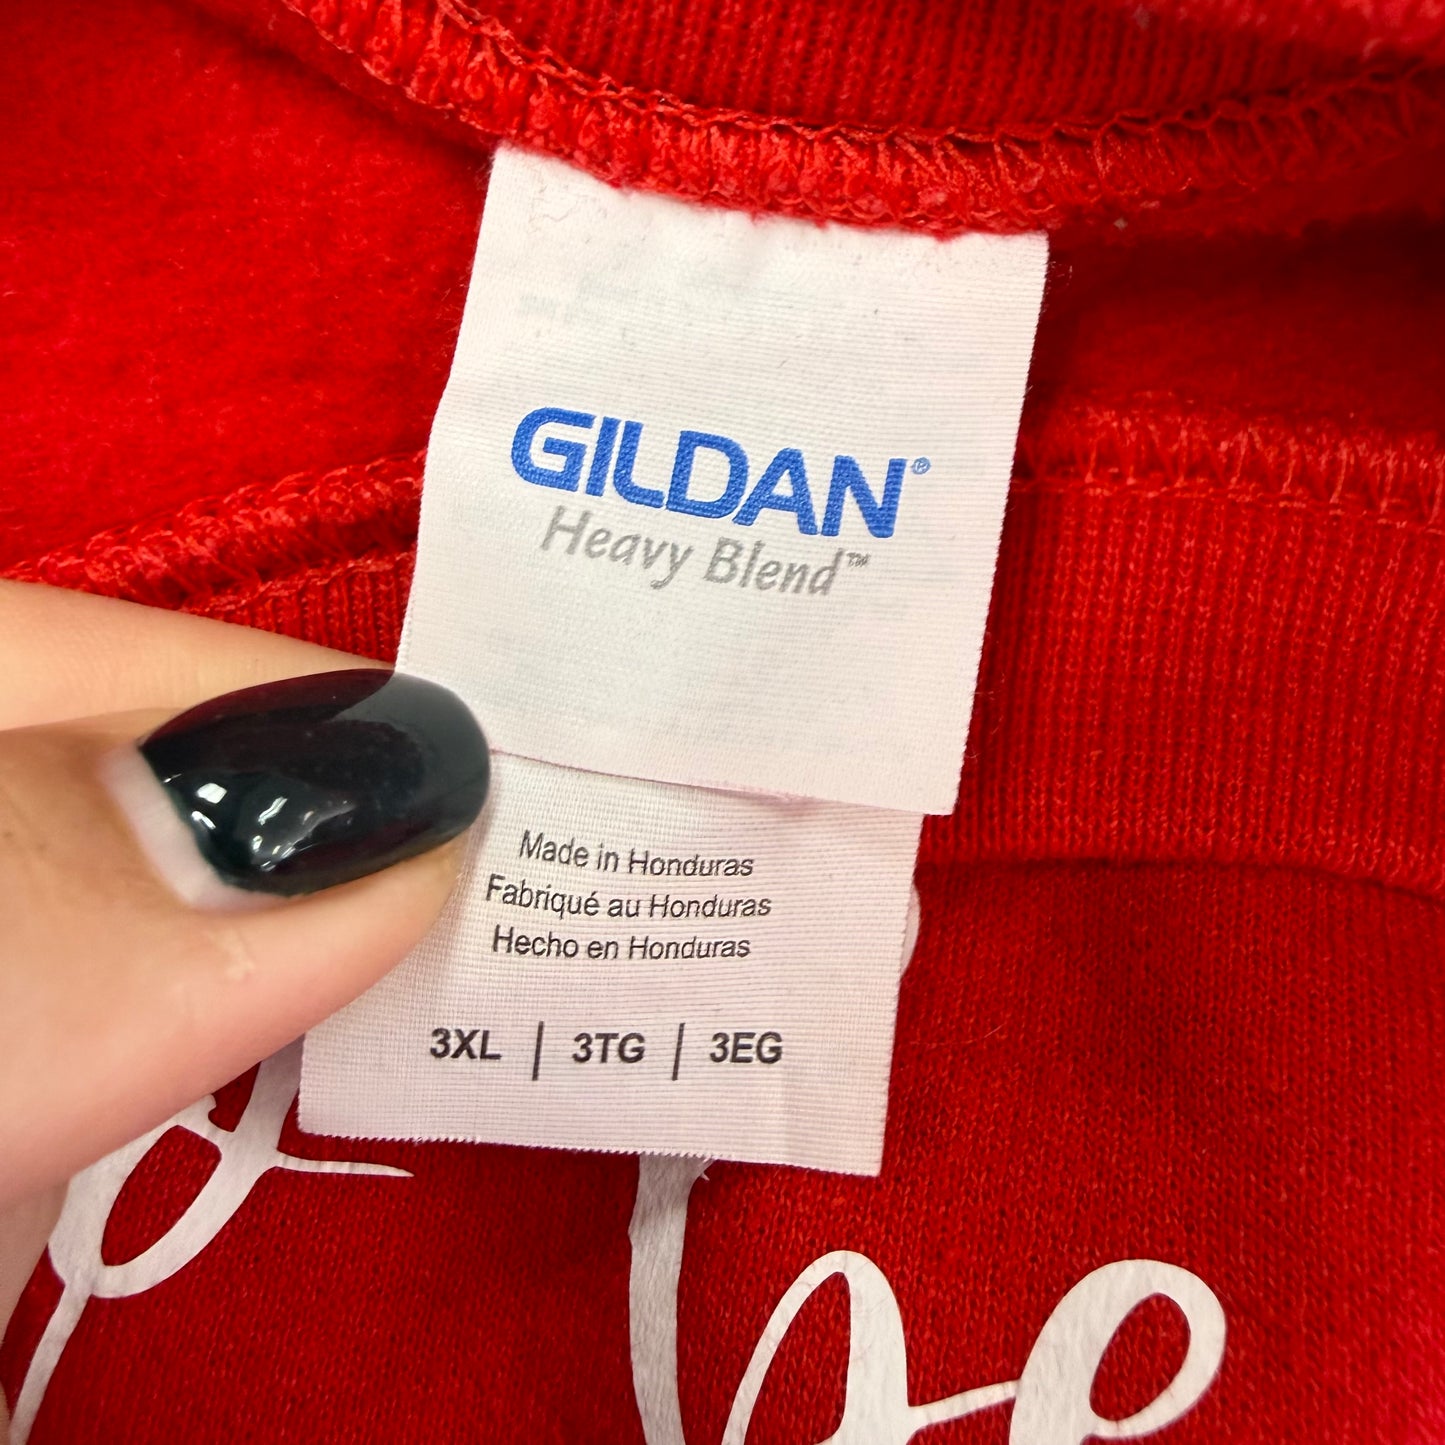 GILDAN®
Heavy Blend™
Made in Honduras
Fabriqué au Honduras
Hecho en Honduras
3XL | 3TG | 3EG